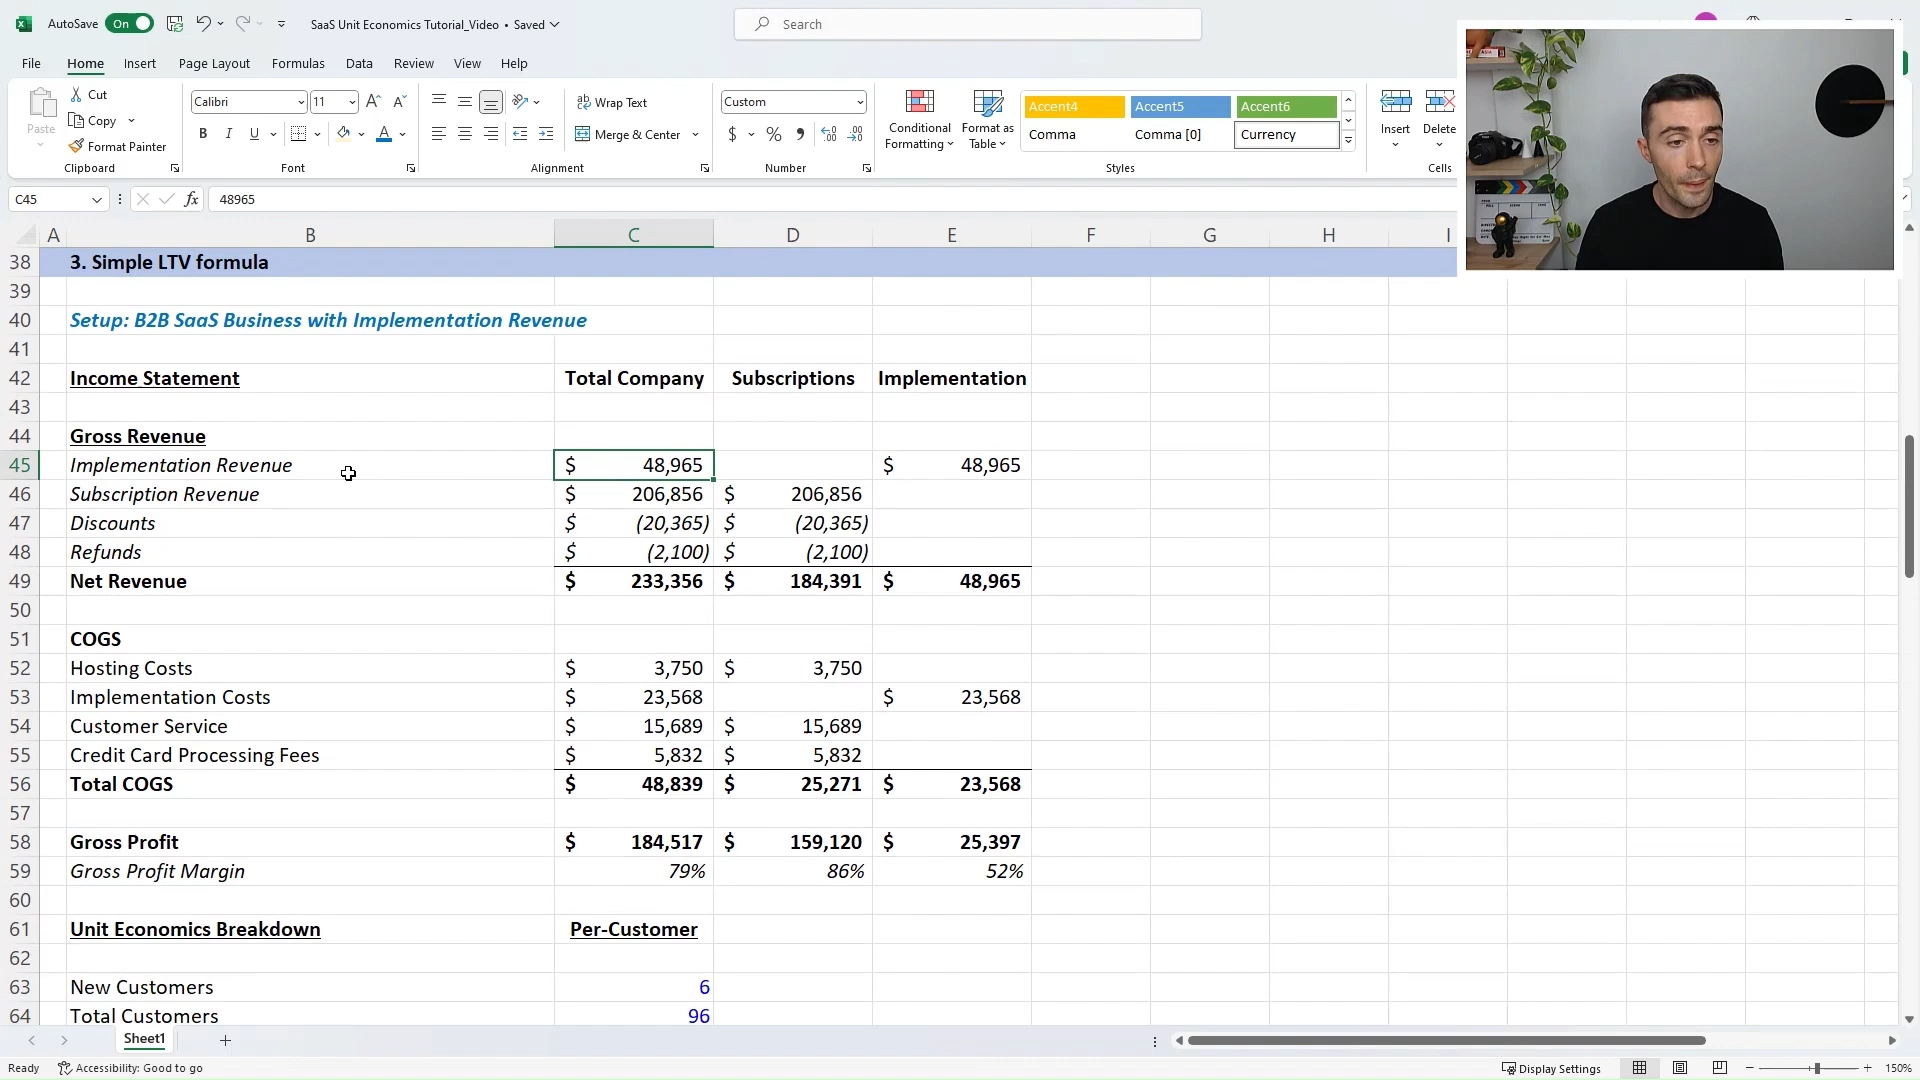 AutoSave On SaaS Unit Economics Tutorial_Video • Saved Search
File Home Insert Page Layout Formulas Data Review View Help
Paste Cut Copy Format Painter Clipboard
Calibri 11 B I U Font
Wrap Text Merge & Center Alignment
Custom $ % , Number
Conditional Formatting Format as Table
Accent4 Accent5 Accent6
Comma Comma [0] Currency
Styles
Insert Delete Cells
C45 fx 48965
A B C D E F G H I
38 3. Simple LTV formula
39
40 Setup: B2B SaaS Business with Implementation Revenue
41
42 Income Statement Total Company Subscriptions Implementation
43
44 Gross Revenue
45 Implementation Revenue $ 48,965 $ 48,965
46 Subscription Revenue $ 206,856 $ 206,856
47 Discounts $ (20,365) $ (20,365)
48 Refunds $ (2,100) $ (2,100)
49 Net Revenue $ 233,356 $ 184,391 $ 48,965
50
51 COGS
52 Hosting Costs $ 3,750 $ 3,750
53 Implementation Costs $ 23,568 $ 23,568
54 Customer Service $ 15,689 $ 15,689
55 Credit Card Processing Fees $ 5,832 $ 5,832
56 Total COGS $ 48,839 $ 25,271 $ 23,568
57
58 Gross Profit $ 184,517 $ 159,120 $ 25,397
59 Gross Profit Margin 79% 86% 52%
60
61 Unit Economics Breakdown Per-Customer
62
63 New Customers 6
64 Total Customers 96
Sheet1
Ready Accessibility: Good to go Display Settings 150%